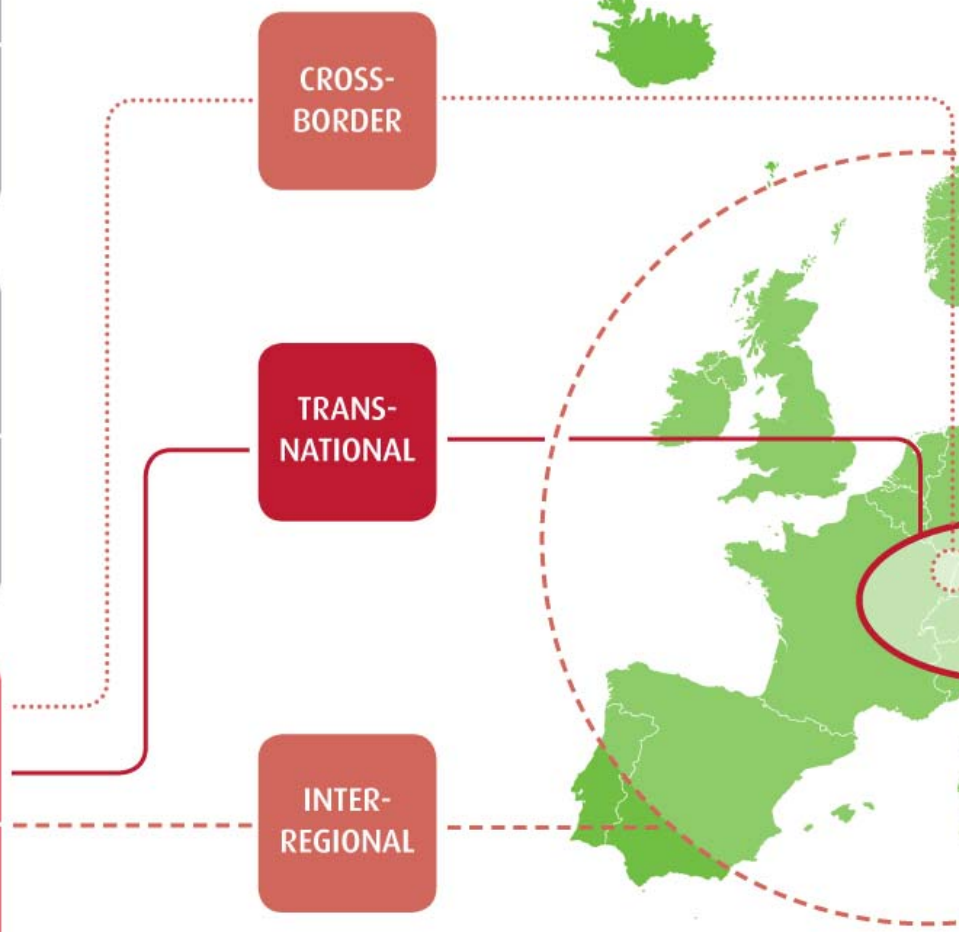 CROSS-
BORDER
TRANS-
NATIONAL
INTER-
REGIONAL